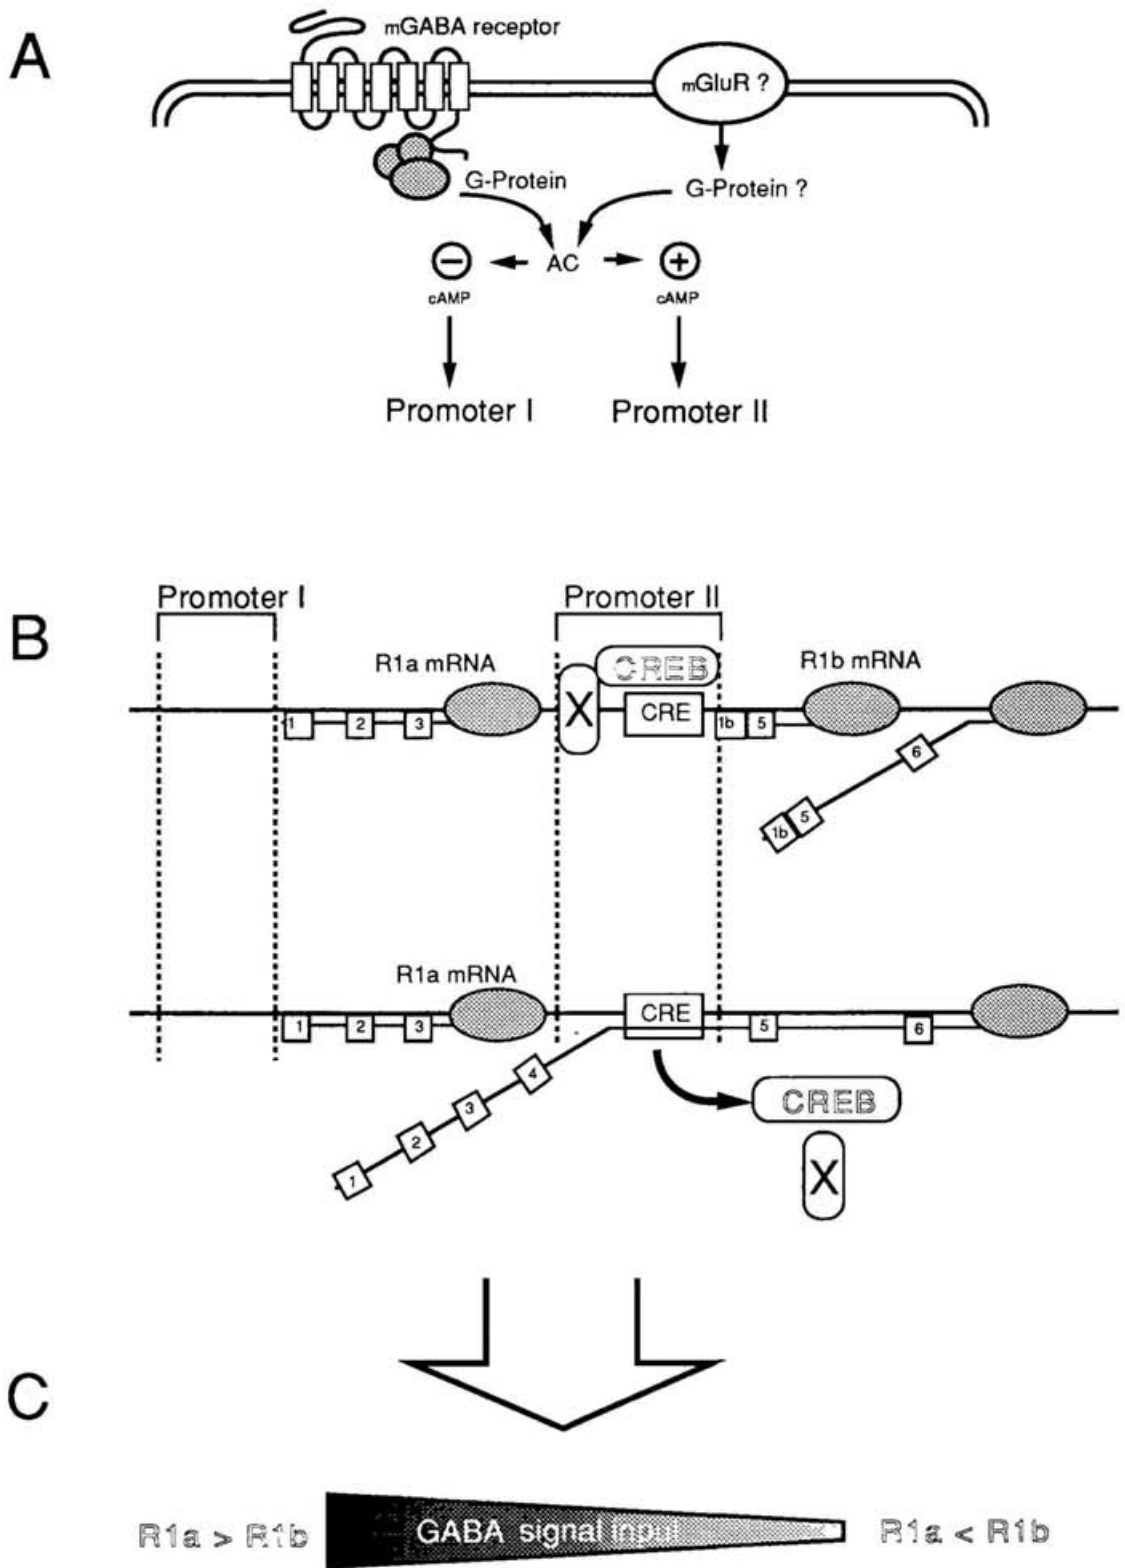 A
mGABA receptor
mGluR ?
G-Protein
G-Protein ?
− AC +
cAMP cAMP
Promoter I Promoter II
B
Promoter I Promoter II
R1a mRNA CREB R1b mRNA
1 2 3 X CRE 1b 5
6
1b 5
R1a mRNA
1 2 3 CRE 5 6
4
3
2
1
CREB
X
C
R1a > R1b GABA signal input R1a < R1b